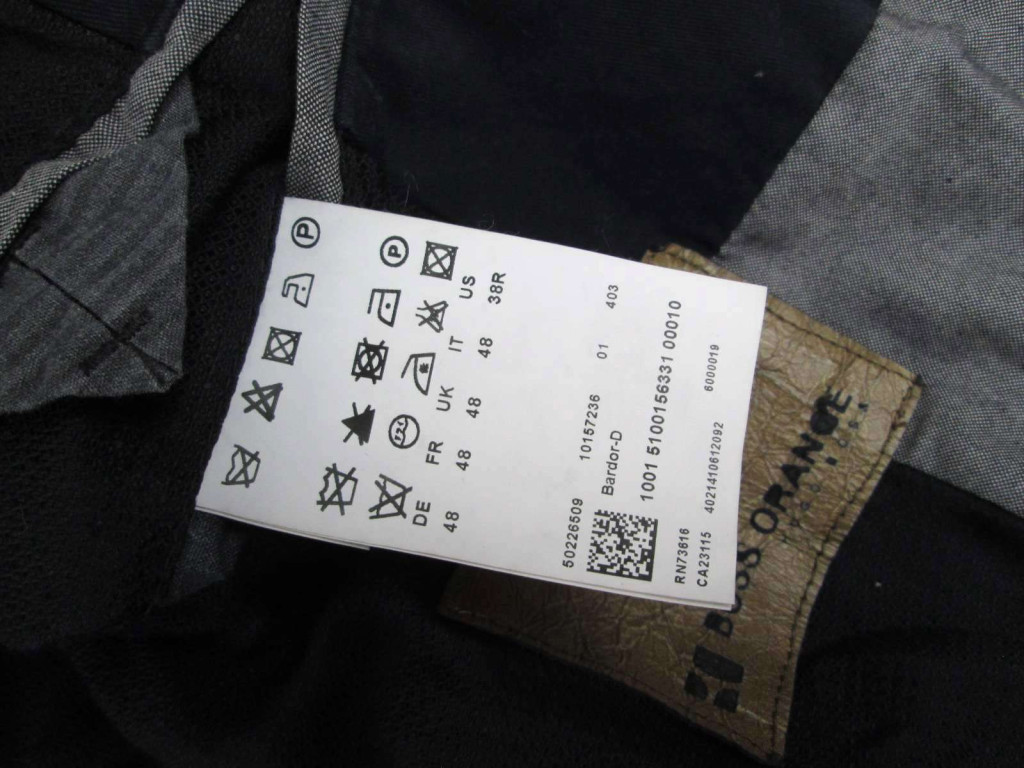 DE FR UK IT US
48 48 48 48 38R
50226509 10157236 01 403
Bardor-D
1001 5100156331 00010
RN73616 4021410612092 6000019
CA23115
BOSS ORANGE